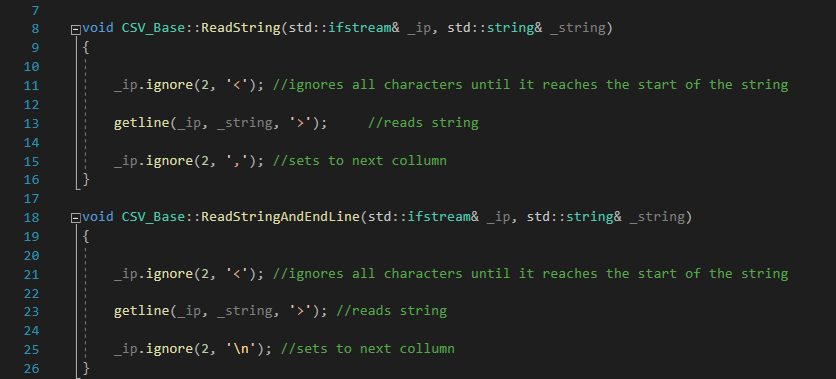 7
8 void CSV_Base::ReadString(std::ifstream& _ip, std::string& _string)
9 {
10
11 _ip.ignore(2, '<'); //ignores all characters until it reaches the start of the string
12
13 getline(_ip, _string, '>'); //reads string
14
15 _ip.ignore(2, ','); //sets to next collumn
16 }
17
18 void CSV_Base::ReadStringAndEndLine(std::ifstream& _ip, std::string& _string)
19 {
20
21 _ip.ignore(2, '<'); //ignores all characters until it reaches the start of the string
22
23 getline(_ip, _string, '>'); //reads string
24
25 _ip.ignore(2, '\n'); //sets to next collumn
26 }